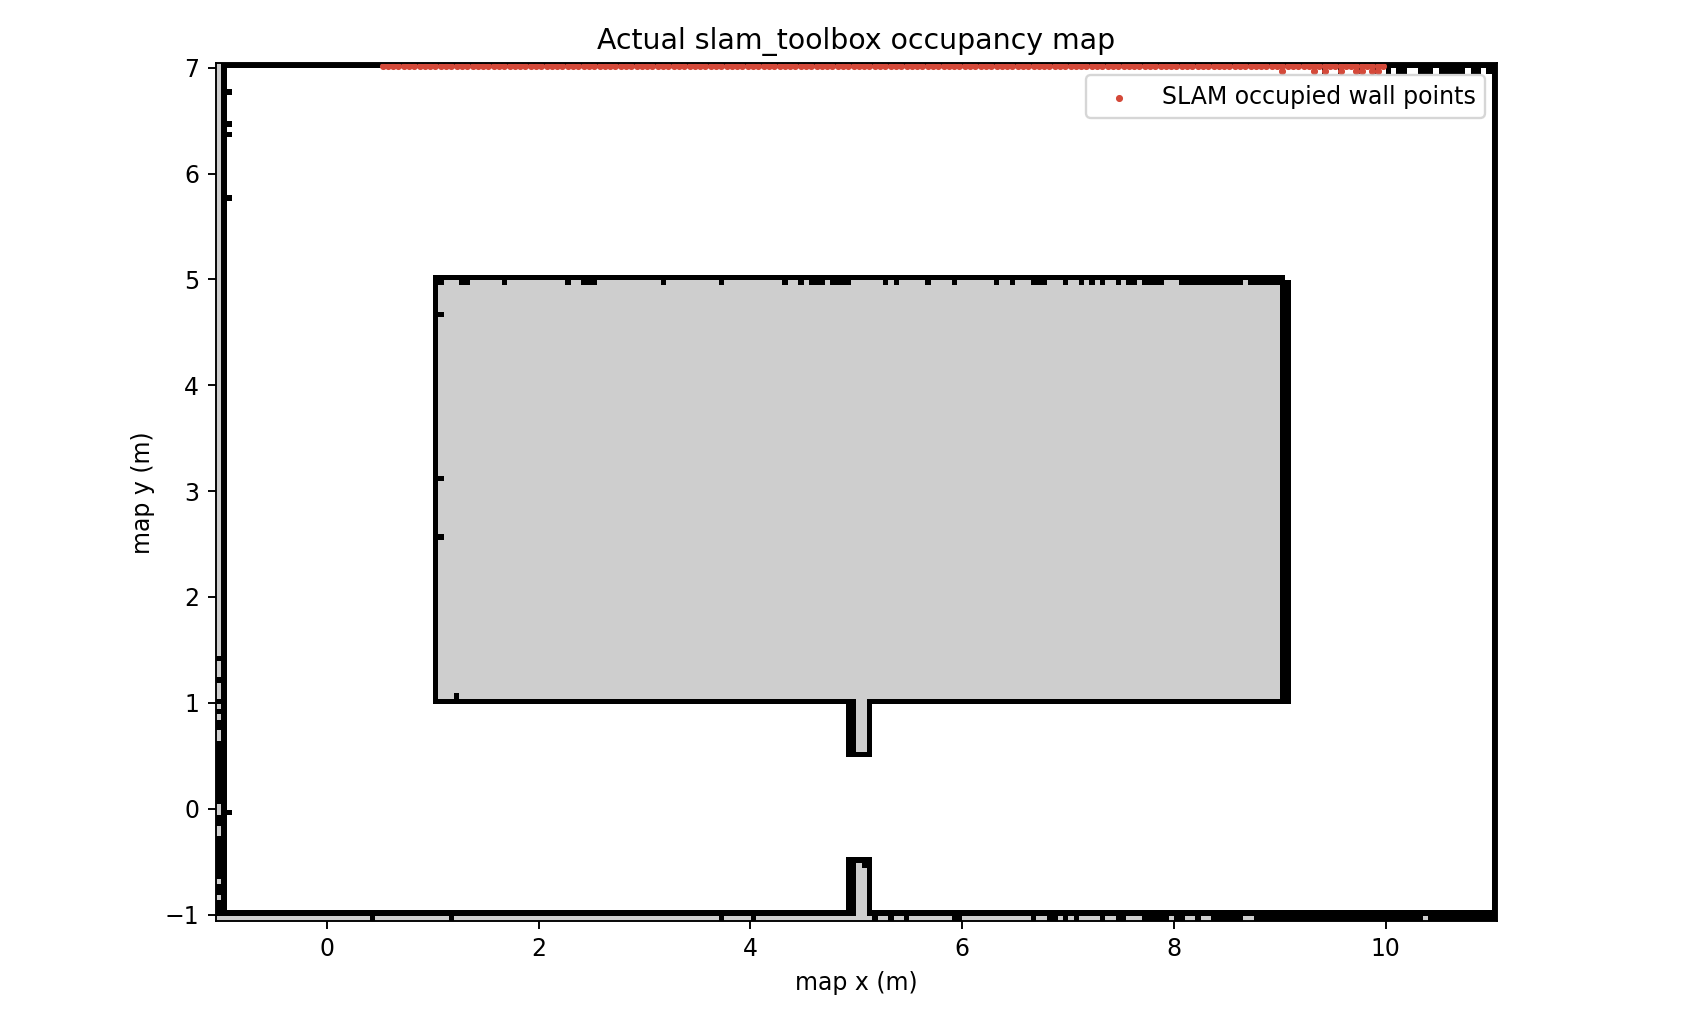 Actual slam_toolbox occupancy map
SLAM occupied wall points
7
6
5
4
3
2
1
0
−1
map y (m)
0 2 4 6 8 10
map x (m)